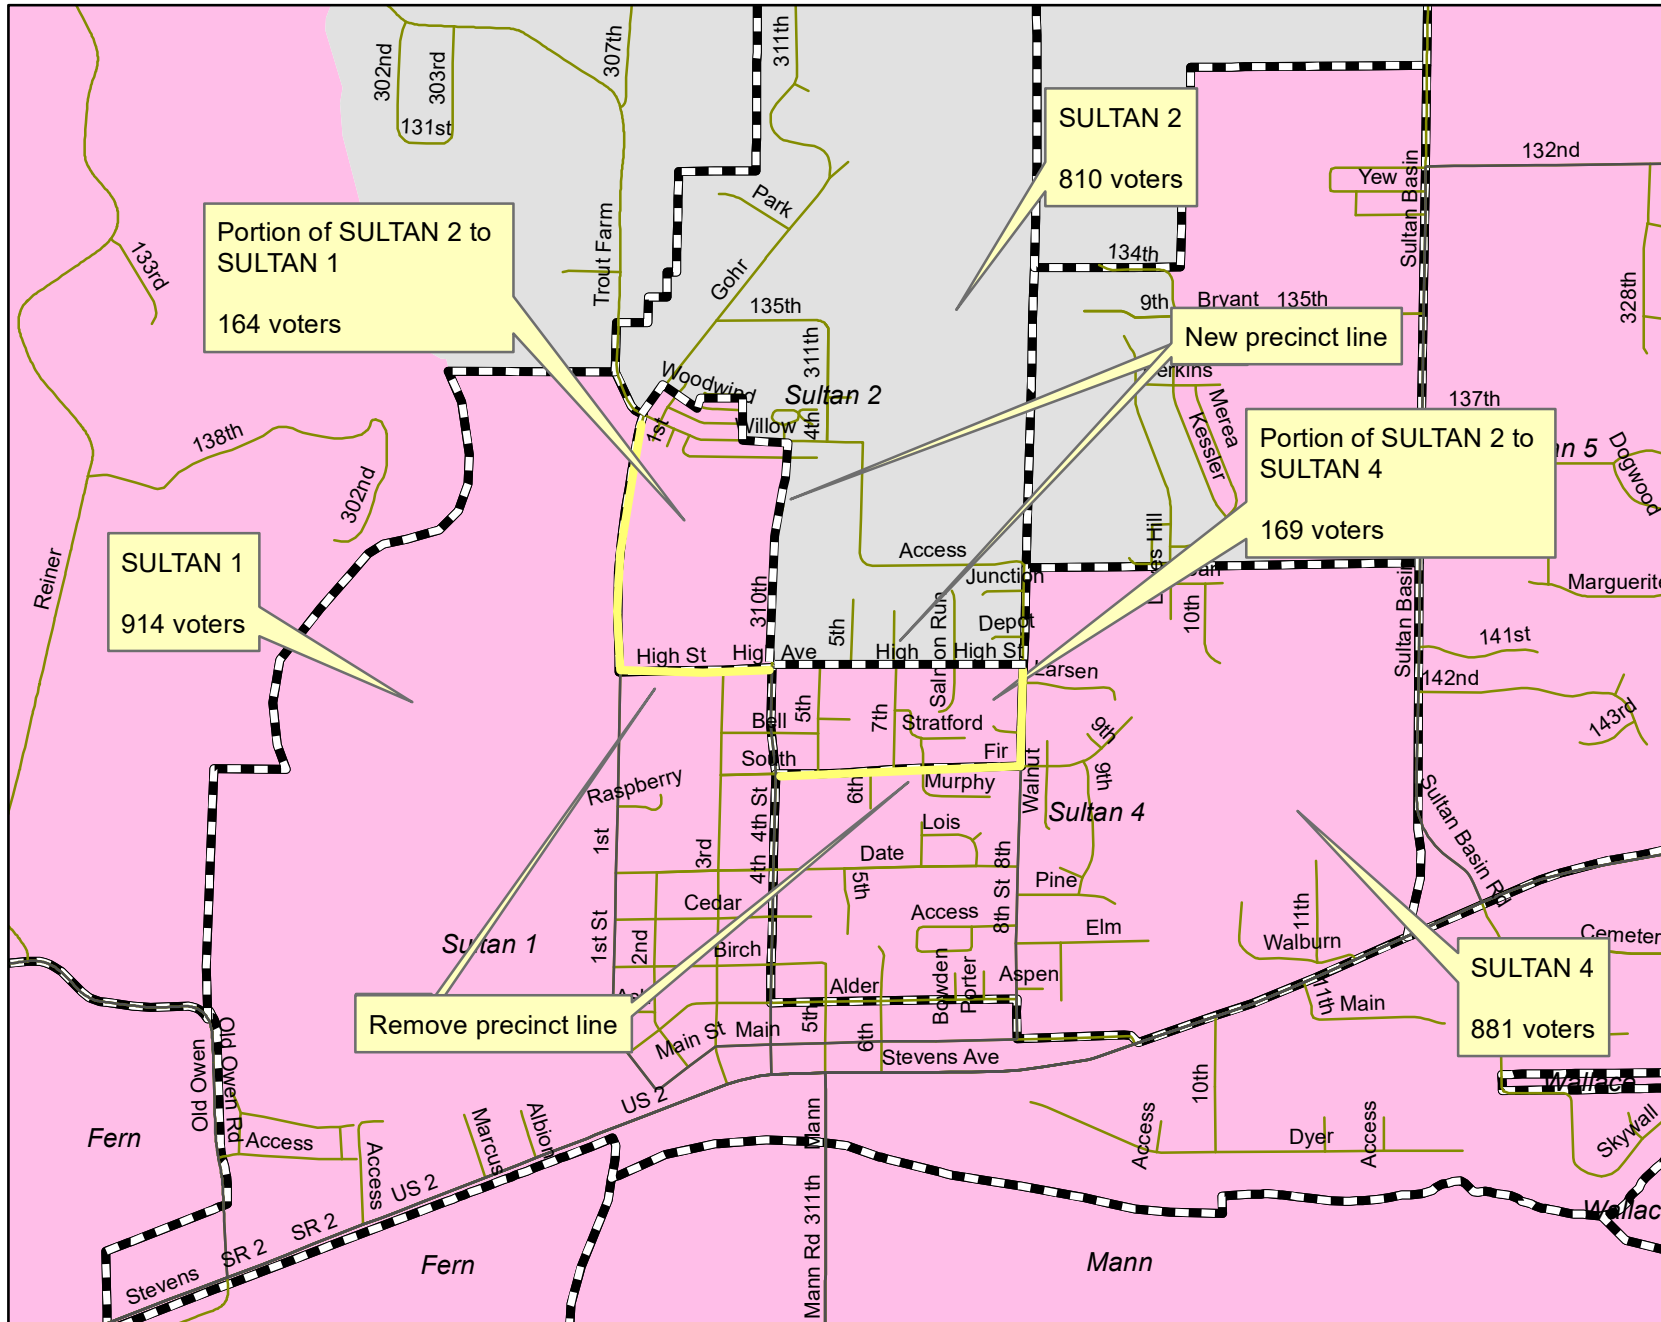 302nd
303rd
131st
307th
311th
SULTAN 2
810 voters
132nd
Yew
Sultan Basin
Portion of SULTAN 2 to
SULTAN 1
164 voters
Park
133rd
Trout Farm
Gohr
134th
135th
9th
Bryant
135th
328th
New precinct line
311th
Woodwind
Sultan 2
Merea
Kessler
137th
138th
1st
4th
302nd
Portion of SULTAN 2 to
SULTAN 4
169 voters
Dogwood
SULTAN 1
914 voters
Reiner
Access
Junction
Marguerite
310th
5th
Salmon Run
Depot
10th
Sultan Basin
141st
High St
Ave
High
High St
Larsen
142nd
143rd
Bell
5th
7th
Stratford
9th
South
Fir
Raspberry
6th
Murphy
Walnut
9th
Sultan 4
4th St
1st
Lois
3rd
4th
Date
8th
Sultan Basin Rd
5th
Pine
Cedar
1st St
2nd
Access
8th St
Elm
11th
Walburn
Sultan 1
Birch
Alder
Bowden
Porter
Aspen
SULTAN 4
881 voters
11th
Main
Remove precinct line
Main St
Main
5th
6th
Stevens Ave
Old Owen
Old Owen Rd
US 2
10th
Wallace
Fern
Access
Access
Marcus
Albion
Mann
Access
Dyer
Access
Skywall
US 2
SR 2
SR 2
Stevens
Fern
Mann Rd
311th
Mann